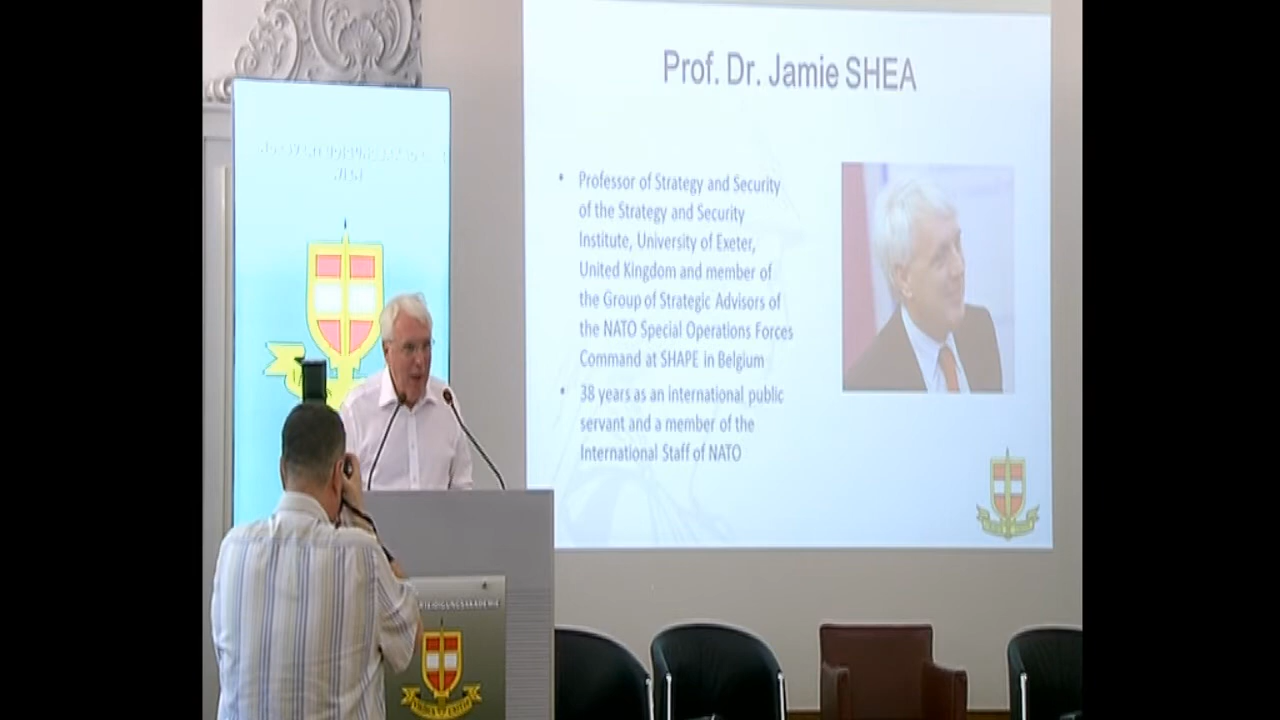 Prof. Dr. Jamie SHEA
• Professor of Strategy and Security
of the Strategy and Security
Institute, University of Exeter,
United Kingdom and member of
the Group of Strategic Advisors of
the NATO Special Operations Forces
Command at SHAPE in Belgium
• 38 years as an international public
servant and a member of the
International Staff of NATO